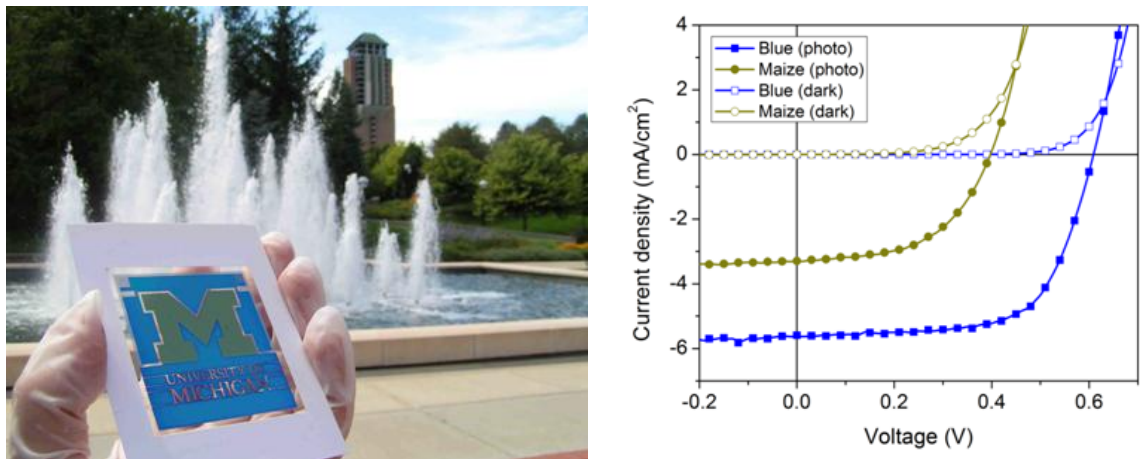 M
UNIVERSITY OF
MICHIGAN
Blue (photo)
Maize (photo)
Blue (dark)
Maize (dark)
Current density (mA/cm²)
4
2
0
-2
-4
-6
-0.2
0.0
0.2
0.4
0.6
Voltage (V)